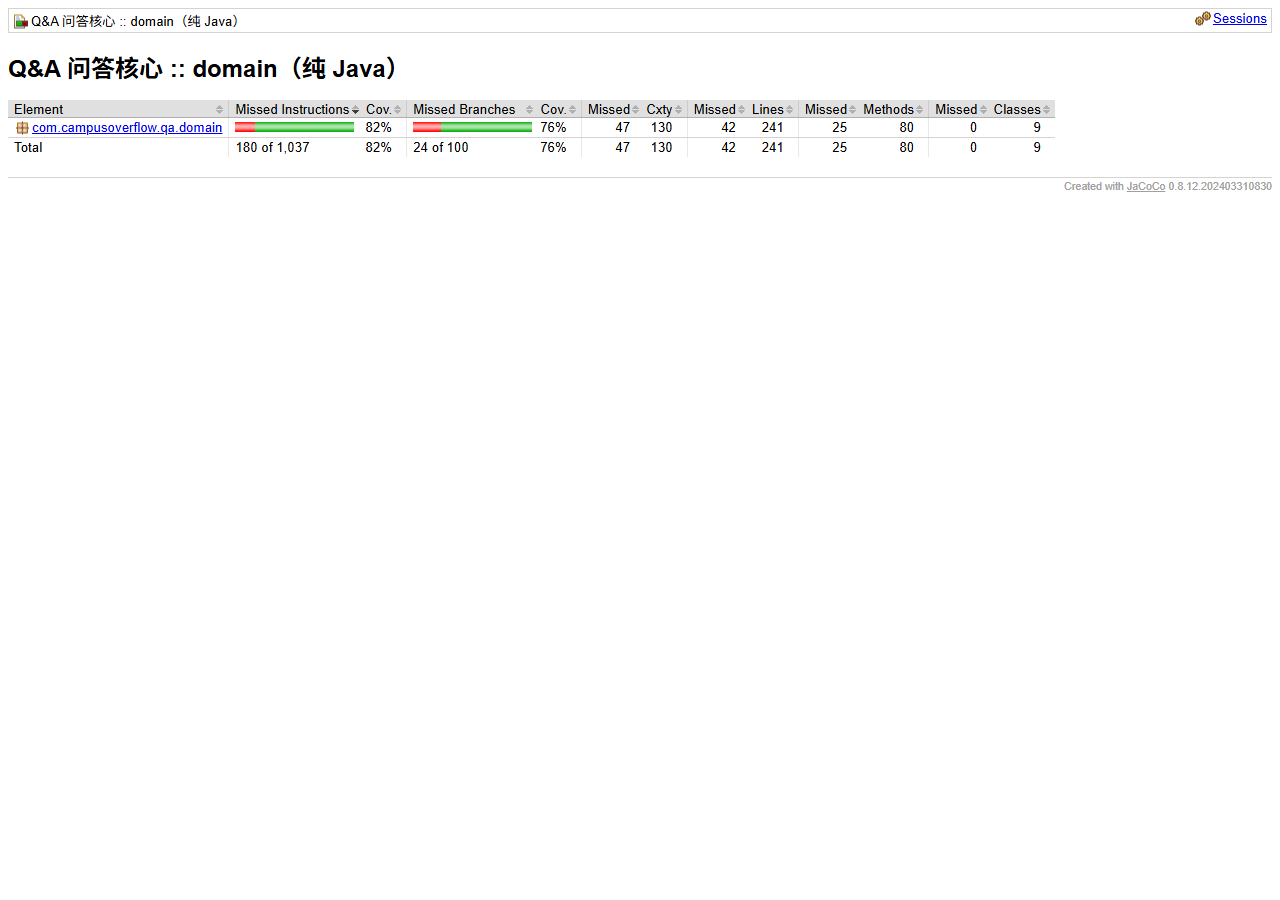 Q&A 问答核心 :: domain（纯 Java） Sessions
Q&A 问答核心 :: domain（纯 Java）
Element Missed Instructions Cov. Missed Branches Cov. Missed Cxty Missed Lines Missed Methods Missed Classes
com.campusoverflow.qa.domain 82% 76% 47 130 42 241 25 80 0 9
Total 180 of 1,037 82% 24 of 100 76% 47 130 42 241 25 80 0 9
Created with JaCoCo 0.8.12.202403310830